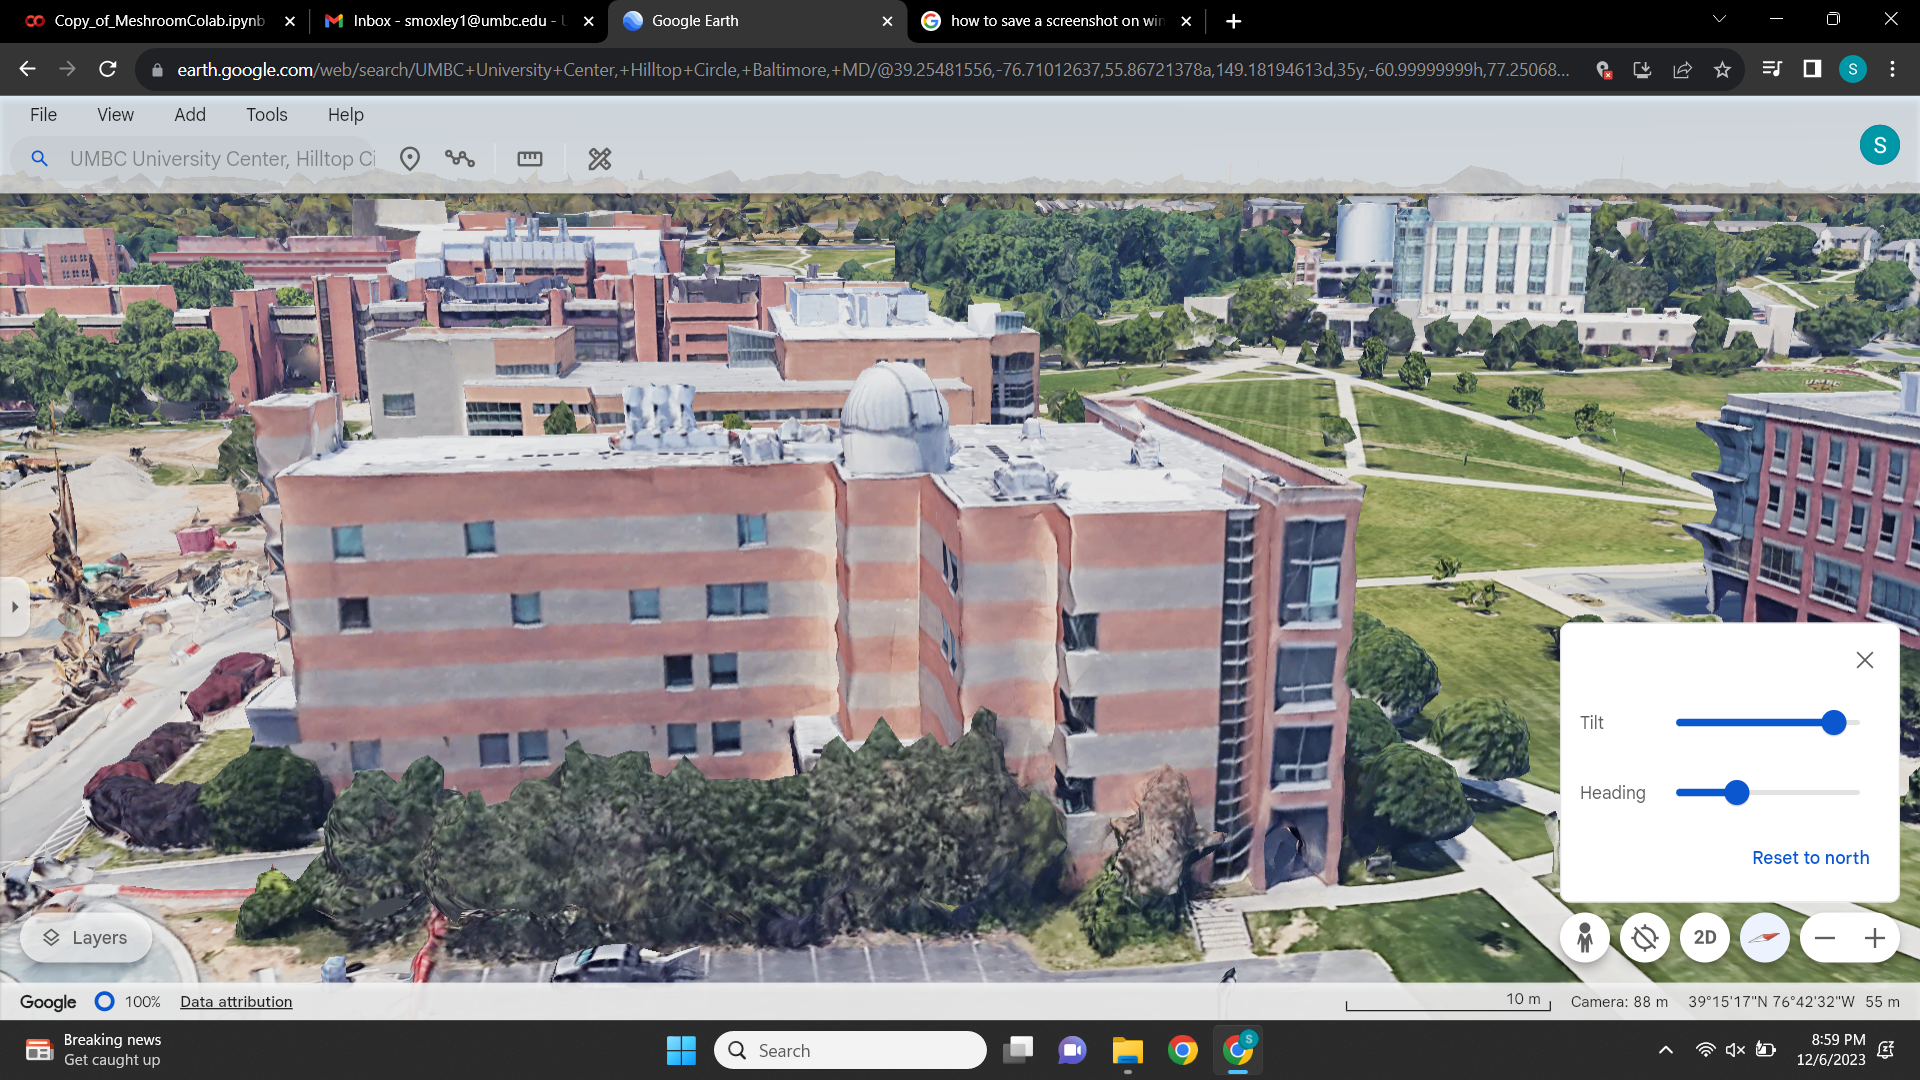 Copy_of_MeshroomColab.ipynb
Inbox - smoxley1@umbc.edu - U
Google Earth
how to save a screenshot on win
earth.google.com/web/search/UMBC+University+Center,+Hilltop+Circle,+Baltimore,+MD/@39.25481556,-76.71012637,55.86721378a,149.18194613d,35y,-60.99999999h,77.25068...
S
File View Add Tools Help
UMBC University Center, Hilltop Ci
S
UMBC
Tilt
Heading
Reset to north
Layers
2D
Google 100% Data attribution
10 m
Camera: 88 m 39°15'17"N 76°42'32"W 55 m
Breaking news
Get caught up
Search
S
8:59 PM
12/6/2023